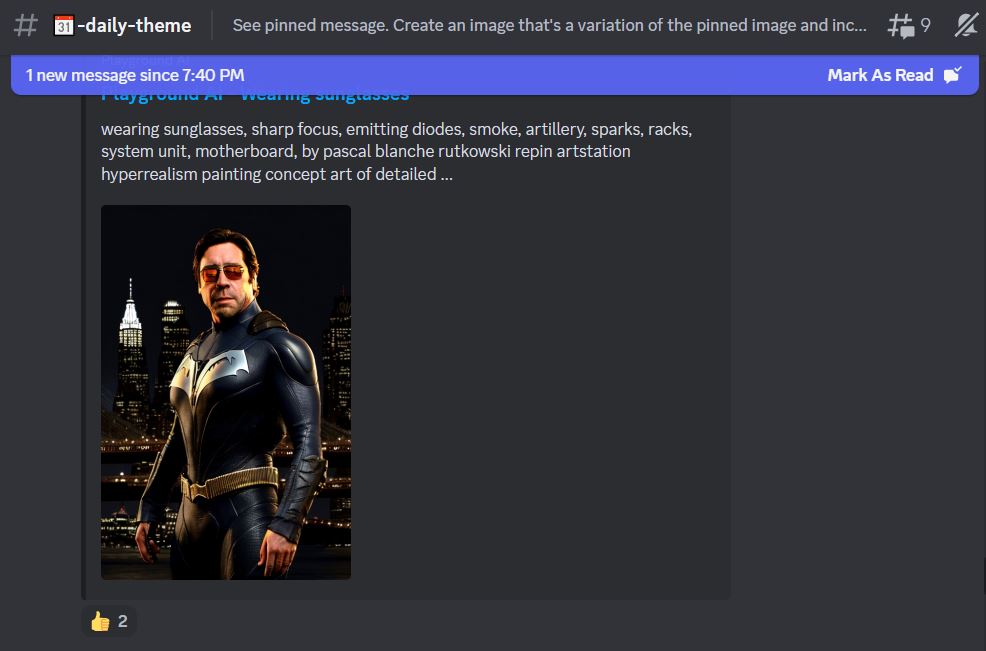 -daily-theme
See pinned message. Create an image that's a variation of the pinned image and inc...
9
1 new message since 7:40 PM
Mark As Read
Playground AI
Playground AI - Wearing sunglasses
wearing sunglasses, sharp focus, emitting diodes, smoke, artillery, sparks, racks,
system unit, motherboard, by pascal blanche rutkowski repin artstation
hyperrealism painting concept art of detailed ...
2